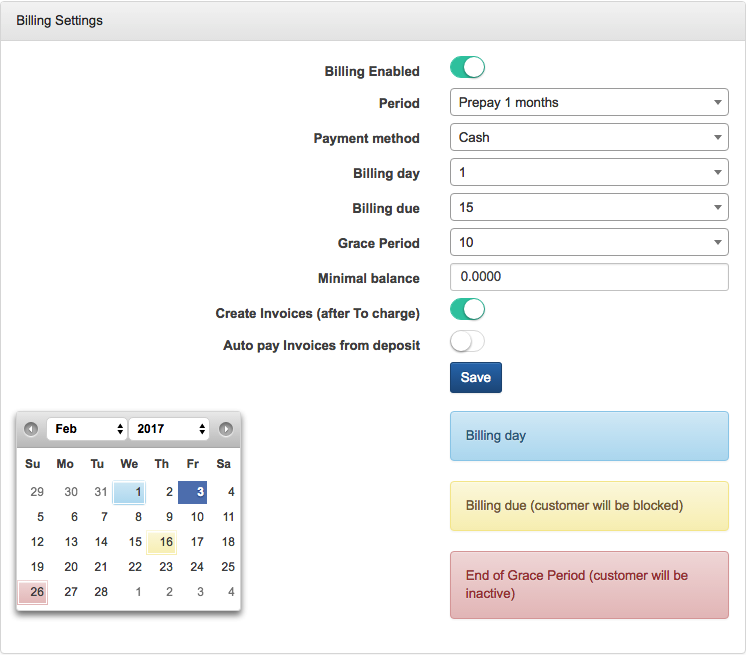 Billing Settings
Billing Enabled
Period Prepay 1 months
Payment method Cash
Billing day 1
Billing due 15
Grace Period 10
Minimal balance 0.0000
Create Invoices (after To charge)
Auto pay Invoices from deposit
Save
Feb 2017
Su Mo Tu We Th Fr Sa
29 30 31 1 2 3 4
5 6 7 8 9 10 11
12 13 14 15 16 17 18
19 20 21 22 23 24 25
26 27 28 1 2 3 4
Billing day
Billing due (customer will be blocked)
End of Grace Period (customer will be
inactive)